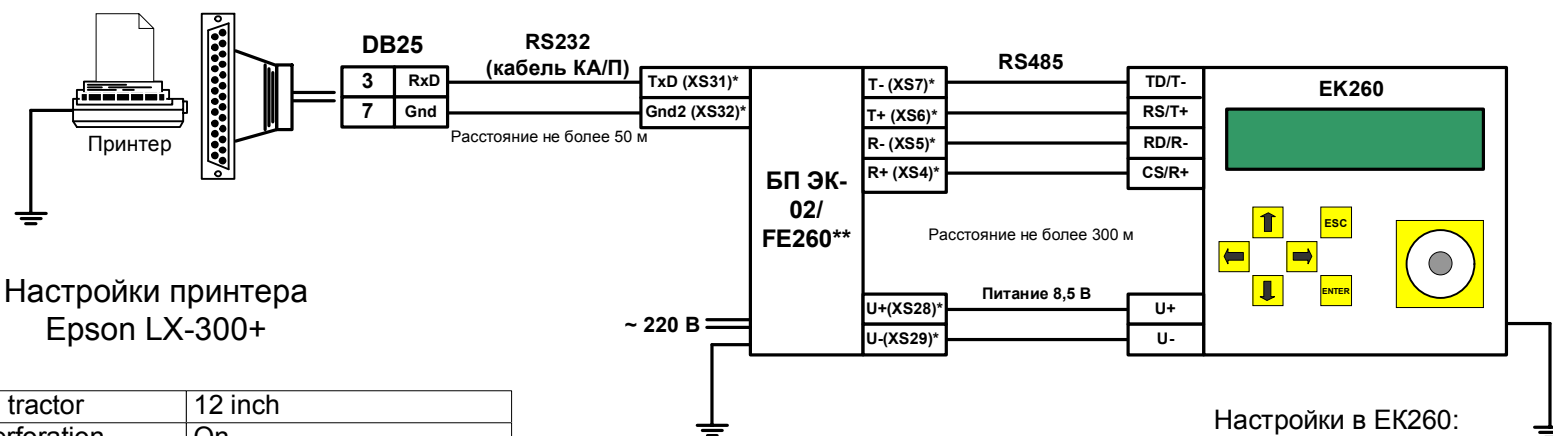 DB25
RS232
(кабель КА/П)
RS485
3 RxD
7 Gnd
TxD (XS31)*
Gnd2 (XS32)*
Расстояние не более 50 м
Принтер
БП ЭК-
02/
FE260**
T- (XS7)*
T+ (XS6)*
R- (XS5)*
R+ (XS4)*
TD/T-
RS/T+
RD/R-
CS/R+
EK260
ESC
ENTER
Расстояние не более 300 м
Питание 8,5 В
U+(XS28)*
U-(XS29)*
U+
U-
~ 220 В
Настройки принтера
Epson LX-300+
tractor 12 inch
erforation On
Настройки в EK260: